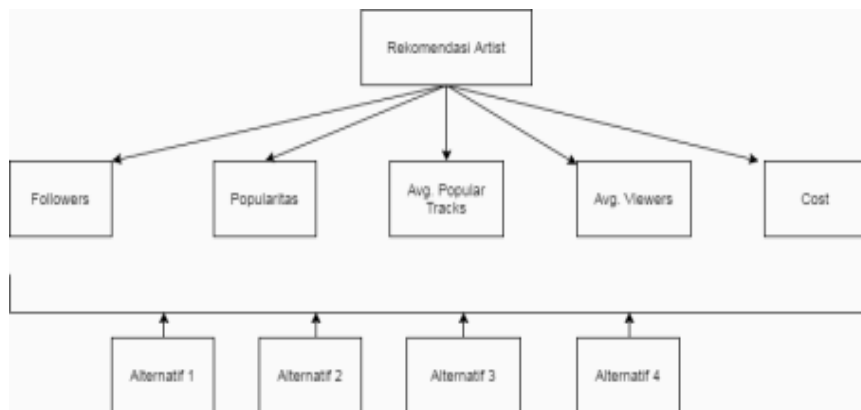 Rekomendasi Artist
Followers
Popularitas
Avg. Popular
Tracks
Avg. Viewers
Cost
Alternatif 1
Alternatif 2
Alternatif 3
Alternatif 4